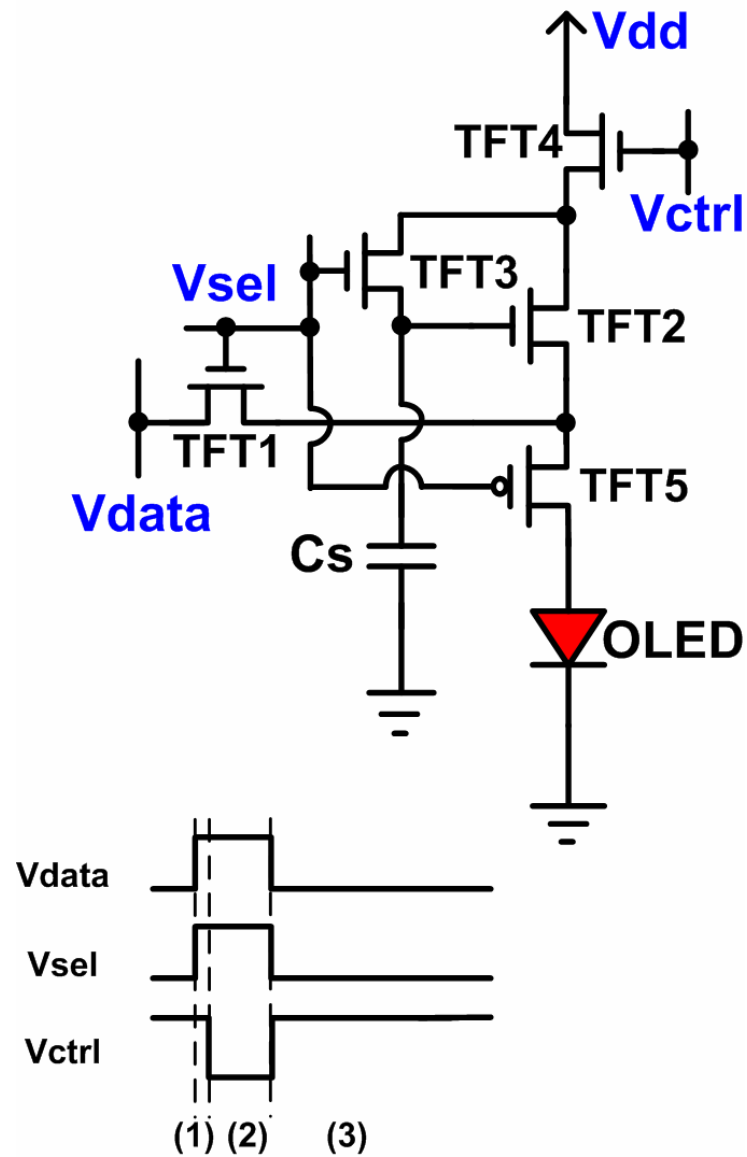 Vdd
TFT4
Vctrl
TFT3
Vsel
TFT2
TFT1
TFT5
Vdata
Cs
OLED
Vdata
Vsel
Vctrl
(1) (2) (3)